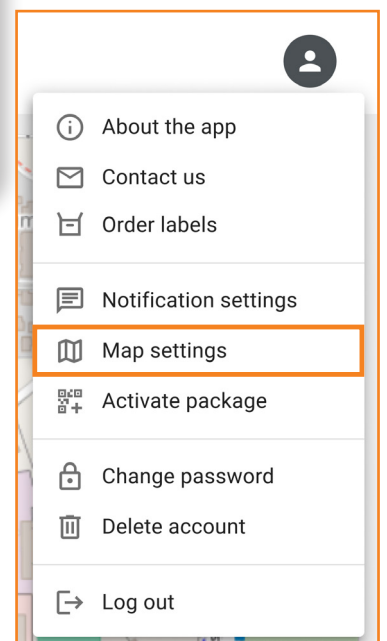 About the app
Contact us
Order labels
Notification settings
Map settings
Activate package
Change password
Delete account
Log out